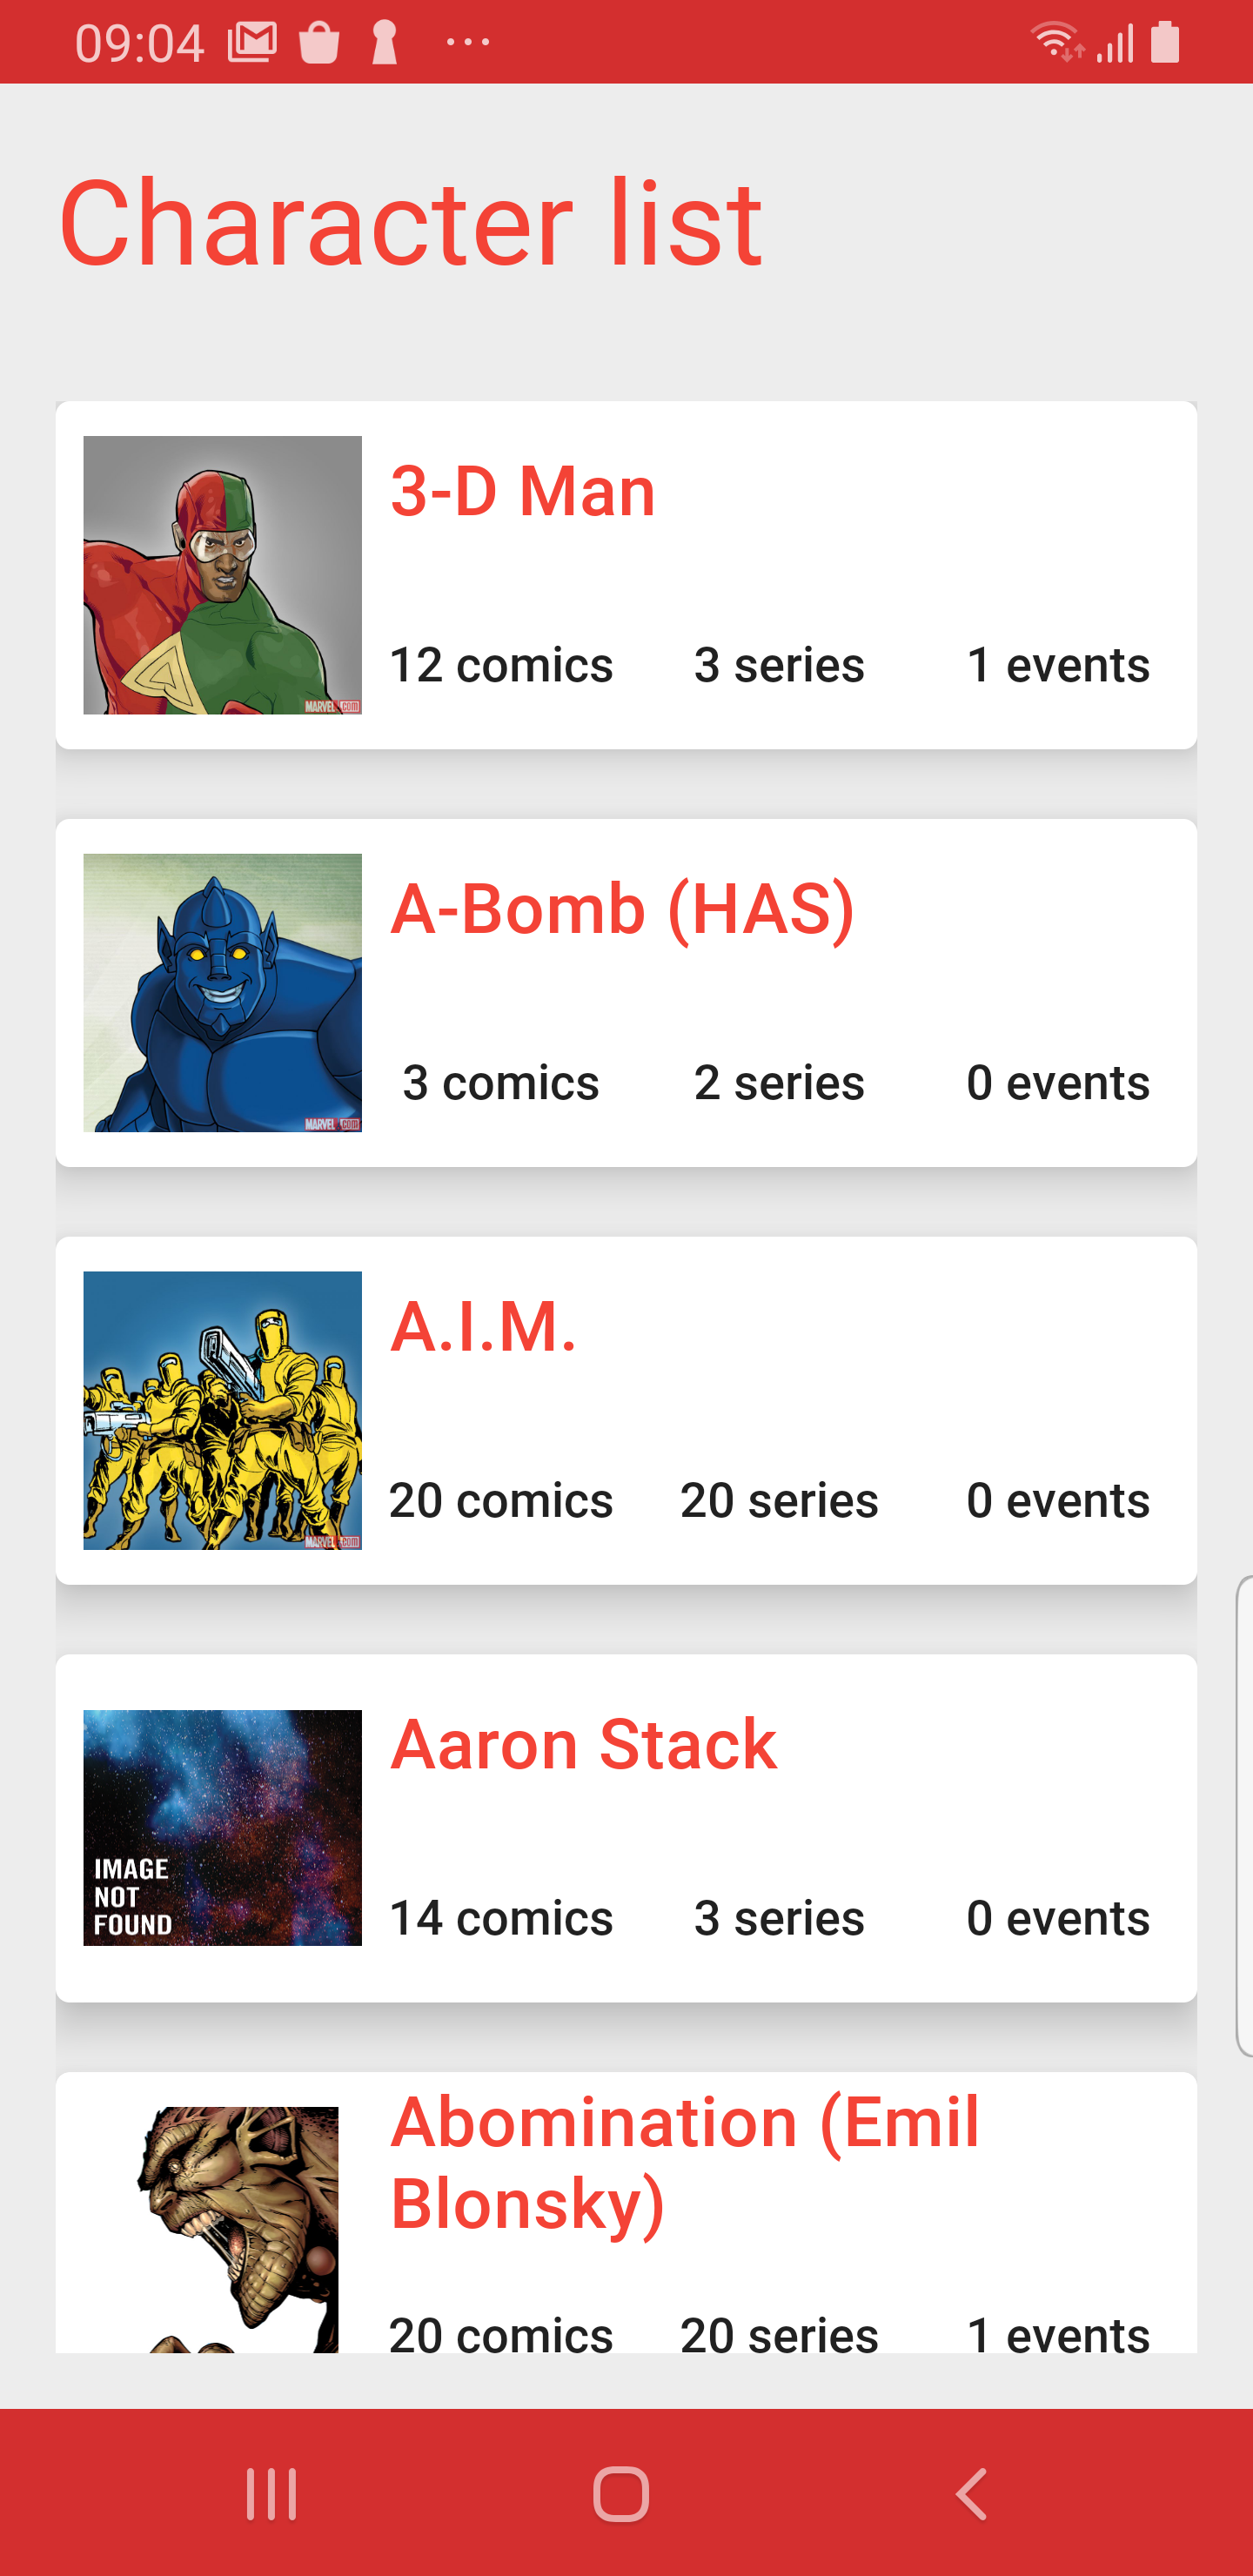 09:04
Character list
3-D Man
12 comics 3 series 1 events
MARVEL.com
A-Bomb (HAS)
3 comics 2 series 0 events
MARVEL.com
A.I.M.
20 comics 20 series 0 events
MARVEL.com
Aaron Stack
IMAGE
NOT
FOUND
14 comics 3 series 0 events
Abomination (Emil
Blonsky)
20 comics 20 series 1 events